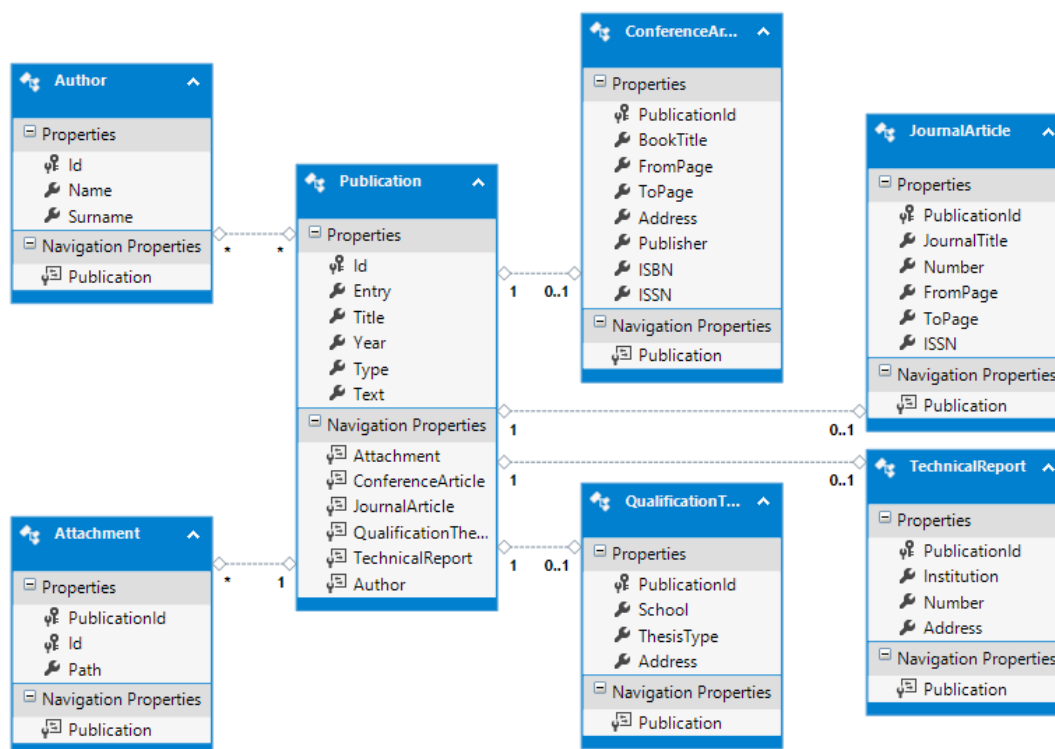 Author
Properties
Id
Name
Surname
Navigation Properties
Publication
* *
Publication
Properties
Id
Entry
Title
Year
Type
Text
Navigation Properties
Attachment
ConferenceArticle
JournalArticle
QualificationThe...
TechnicalReport
Author
Attachment
Properties
PublicationId
Id
Path
Navigation Properties
Publication
* 1
ConferenceAr...
Properties
PublicationId
BookTitle
FromPage
ToPage
Address
Publisher
ISBN
ISSN
Navigation Properties
Publication
1 0..1
JournalArticle
Properties
PublicationId
JournalTitle
Number
FromPage
ToPage
ISSN
Navigation Properties
Publication
1 0..1
QualificationT...
Properties
PublicationId
School
ThesisType
Address
Navigation Properties
Publication
1 0..1
TechnicalReport
Properties
PublicationId
Institution
Number
Address
Navigation Properties
Publication
1 0..1